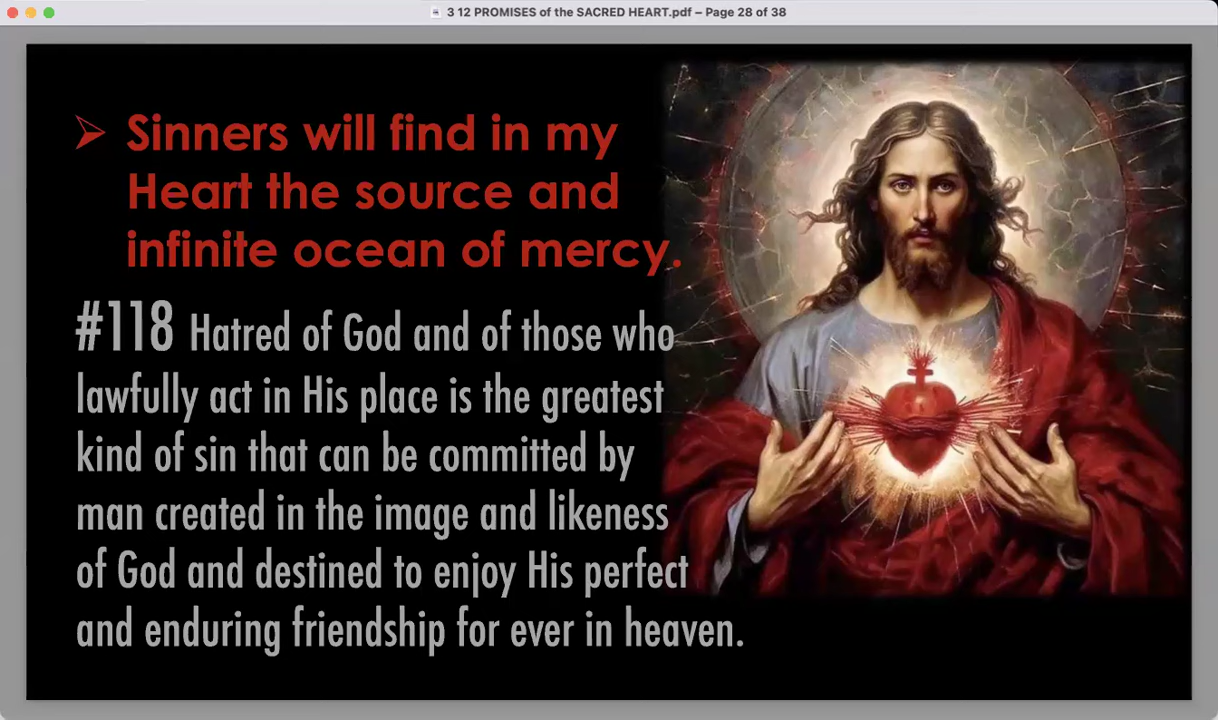 3 12 PROMISES of the SACRED HEART.pdf – Page 28 of 38
➢ Sinners will find in my
Heart the source and
infinite ocean of mercy.
#118 Hatred of God and of those who
lawfully act in His place is the greatest
kind of sin that can be committed by
man created in the image and likeness
of God and destined to enjoy His perfect
and enduring friendship for ever in heaven.